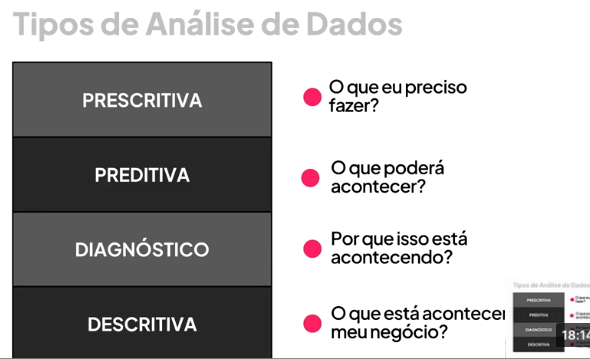 Tipos de Análise de Dados
PRESCRITIVA
O que eu preciso
fazer?
PREDITIVA
O que poderá
acontecer?
DIAGNÓSTICO
Por que isso está
acontecendo?
DESCRITIVA
O que está acontecer
meu negócio?
Tipos de Análise de Dados
PRESCRITIVA
PREDITIVA
DIAGNÓSTICO
DESCRITIVA
18:14